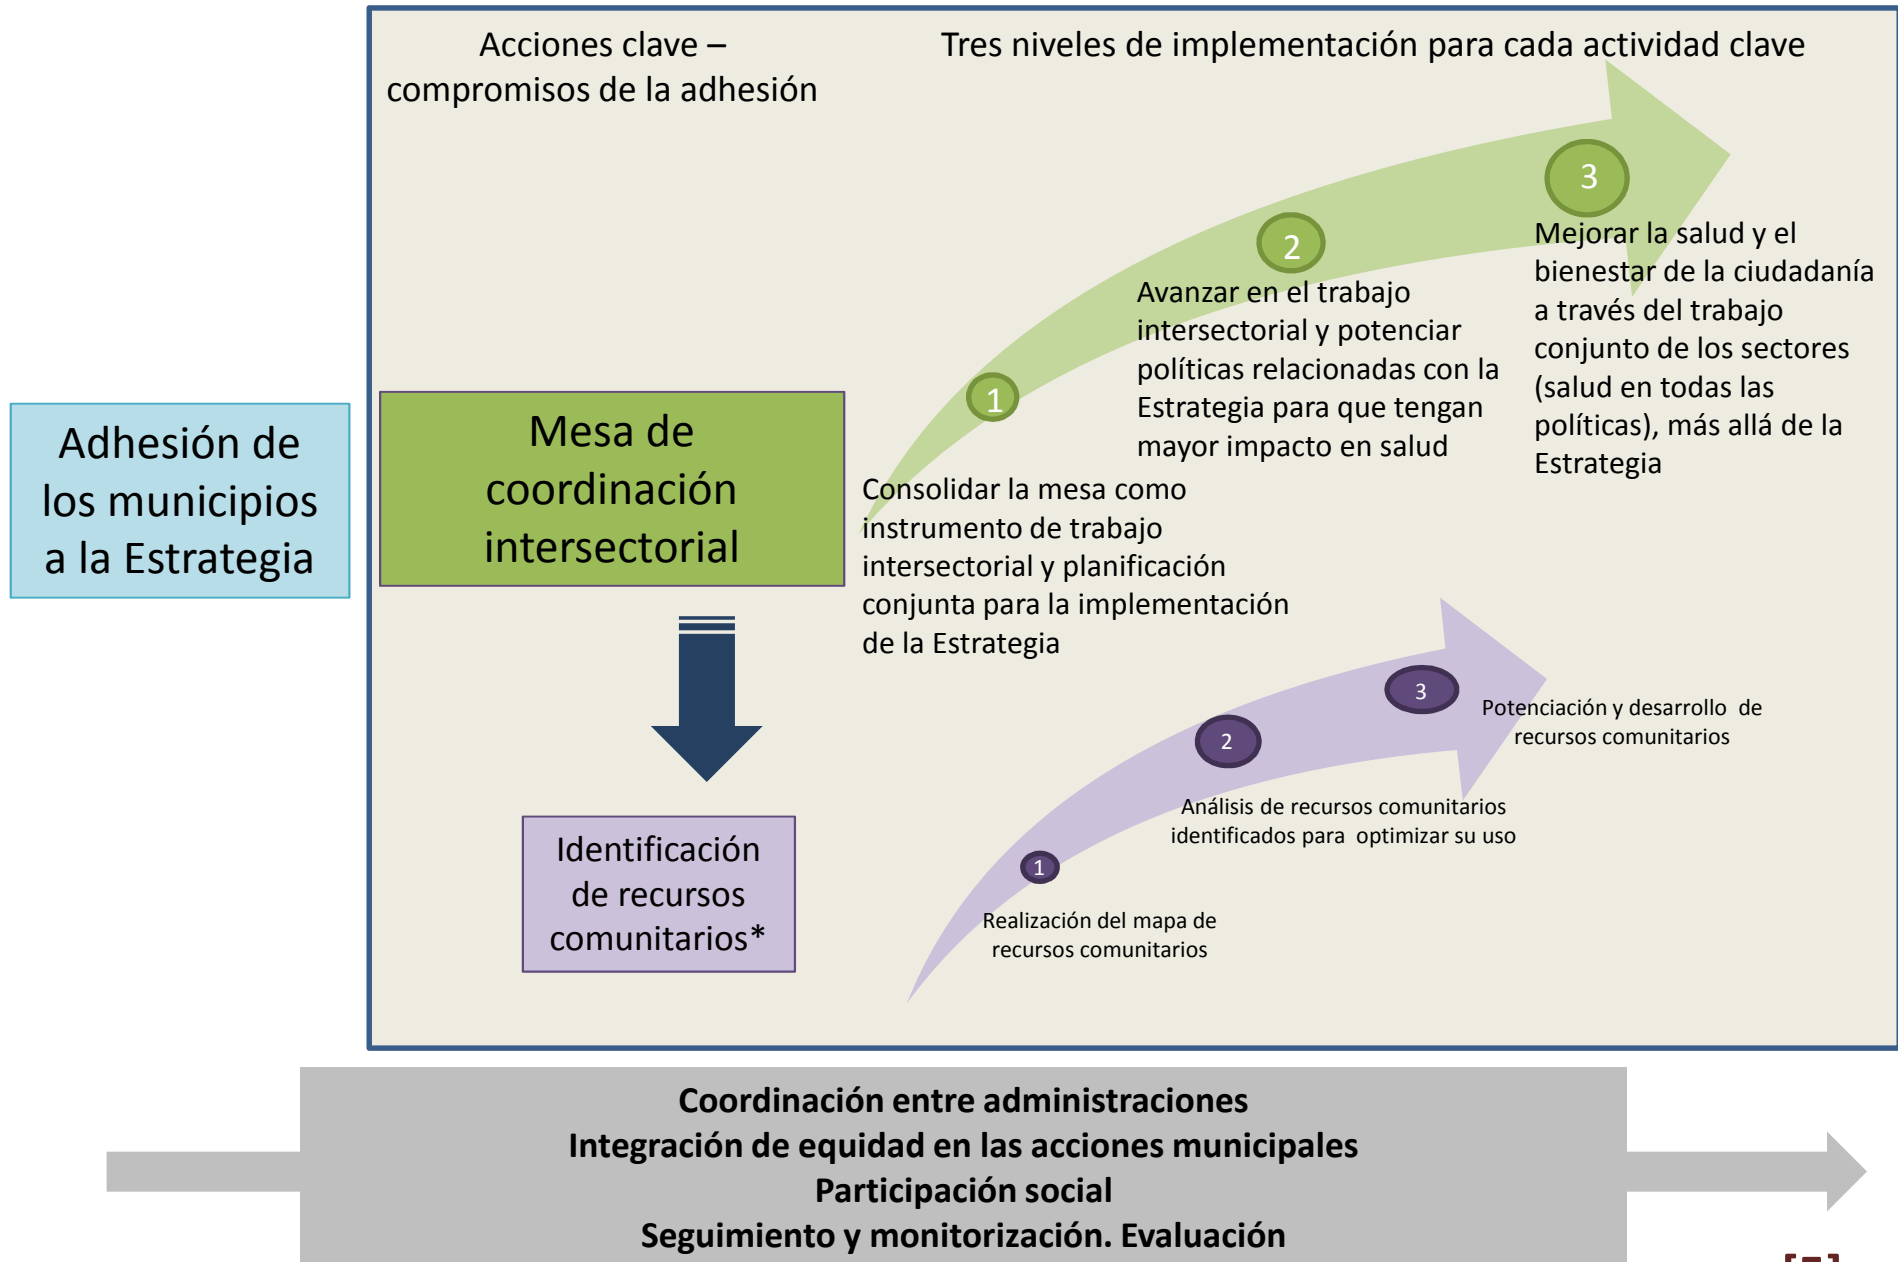 Acciones clave –
compromisos de la adhesión
Tres niveles de implementación para cada actividad clave
Adhesión de
los municipios
a la Estrategia
Mesa de
coordinación
intersectorial
1
Consolidar la mesa como
instrumento de trabajo
intersectorial y planificación
conjunta para la implementación
de la Estrategia
2
Avanzar en el trabajo
intersectorial y potenciar
políticas relacionadas con la
Estrategia para que tengan
mayor impacto en salud
3
Mejorar la salud y el
bienestar de la ciudadanía
a través del trabajo
conjunto de los sectores
(salud en todas las
políticas), más allá de la
Estrategia
Identificación
de recursos
comunitarios*
1
Realización del mapa de
recursos comunitarios
2
Análisis de recursos comunitarios
identificados para optimizar su uso
3
Potenciación y desarrollo de
recursos comunitarios
Coordinación entre administraciones
Integración de equidad en las acciones municipales
Participación social
Seguimiento y monitorización. Evaluación